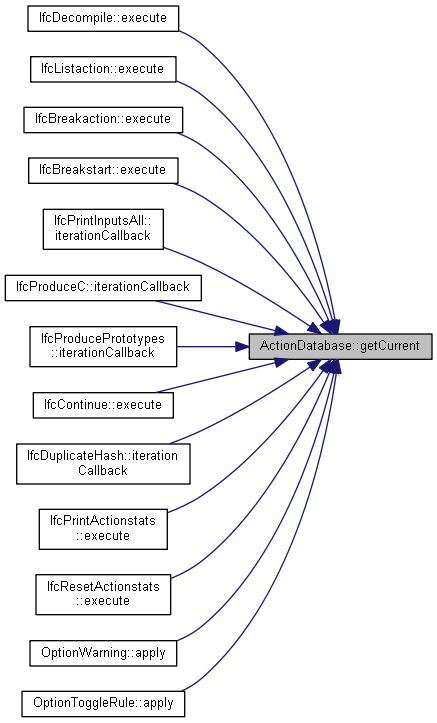 IfcDecompile::execute
IfcListaction::execute
IfcBreakaction::execute
IfcBreakstart::execute
IfcPrintInputsAll::
iterationCallback
IfcProduceC::iterationCallback
IfcProducePrototypes
::iterationCallback
ActionDatabase::getCurrent
IfcContinue::execute
IfcDuplicateHash::iteration
Callback
IfcPrintActionstats
::execute
IfcResetActionstats
::execute
OptionWarning::apply
OptionToggleRule::apply